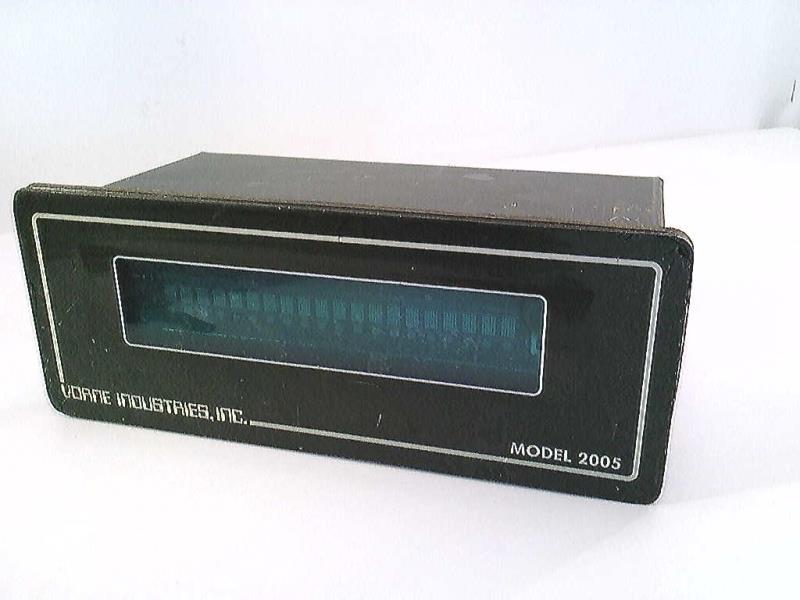 VORNE INDUSTRIES, INC.
MODEL 2005